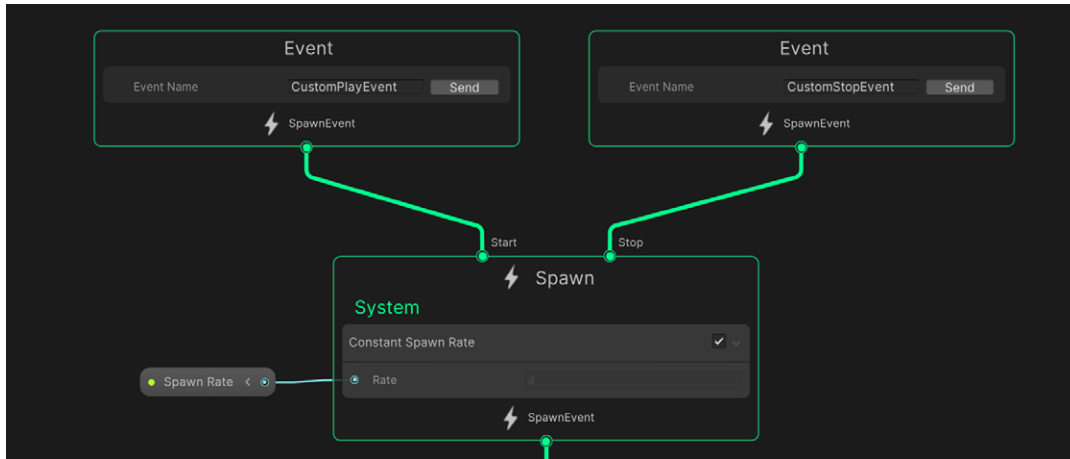 Event
Event Name CustomPlayEvent Send
SpawnEvent
Event
Event Name CustomStopEvent Send
SpawnEvent
Start Stop
Spawn
System
Constant Spawn Rate
Spawn Rate
Rate 4
SpawnEvent